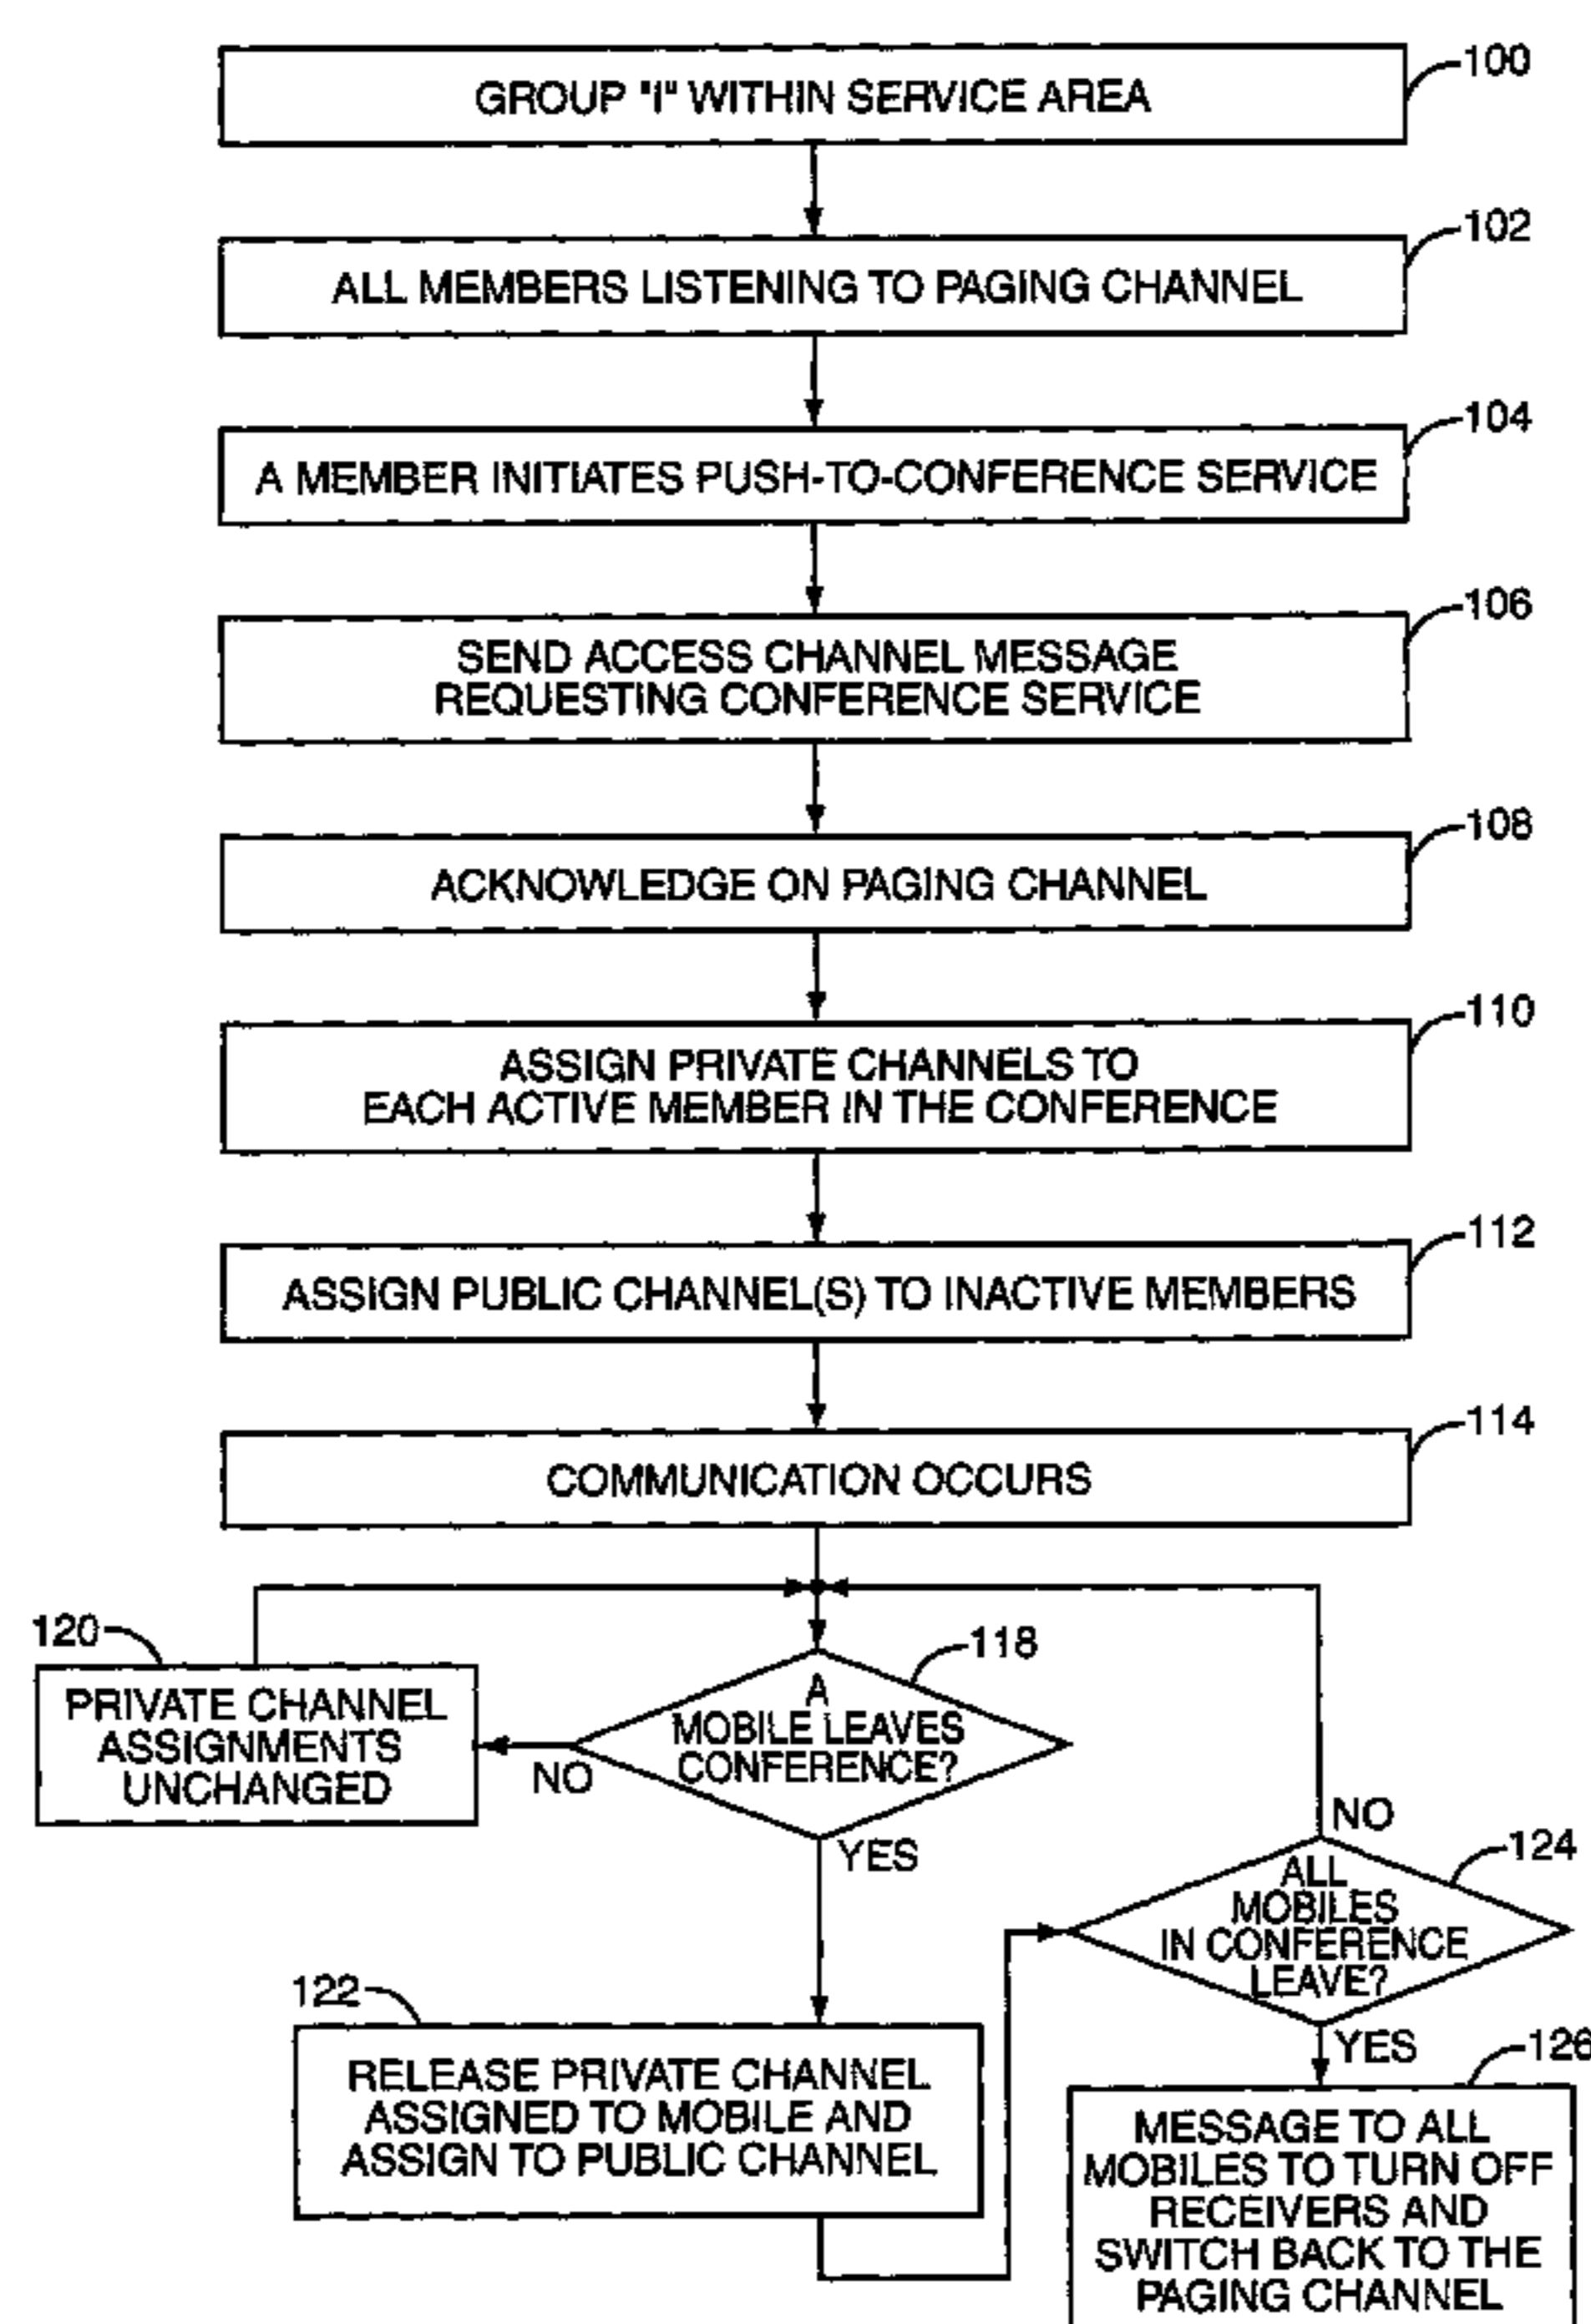 100
GROUP "I" WITHIN SERVICE AREA
102
ALL MEMBERS LISTENING TO PAGING CHANNEL
104
A MEMBER INITIATES PUSH-TO-CONFERENCE SERVICE
106
SEND ACCESS CHANNEL MESSAGE
REQUESTING CONFERENCE SERVICE
108
ACKNOWLEDGE ON PAGING CHANNEL
110
ASSIGN PRIVATE CHANNELS TO
EACH ACTIVE MEMBER IN THE CONFERENCE
112
ASSIGN PUBLIC CHANNEL(S) TO INACTIVE MEMBERS
114
COMMUNICATION OCCURS
120
PRIVATE CHANNEL
ASSIGNMENTS
UNCHANGED
118
A
MOBILE LEAVES
CONFERENCE?
NO
YES
NO
124
ALL
MOBILES
IN CONFERENCE
LEAVE?
YES
122
RELEASE PRIVATE CHANNEL
ASSIGNED TO MOBILE AND
ASSIGN TO PUBLIC CHANNEL
126
MESSAGE TO ALL
MOBILES TO TURN OFF
RECEIVERS AND
SWITCH BACK TO THE
PAGING CHANNEL